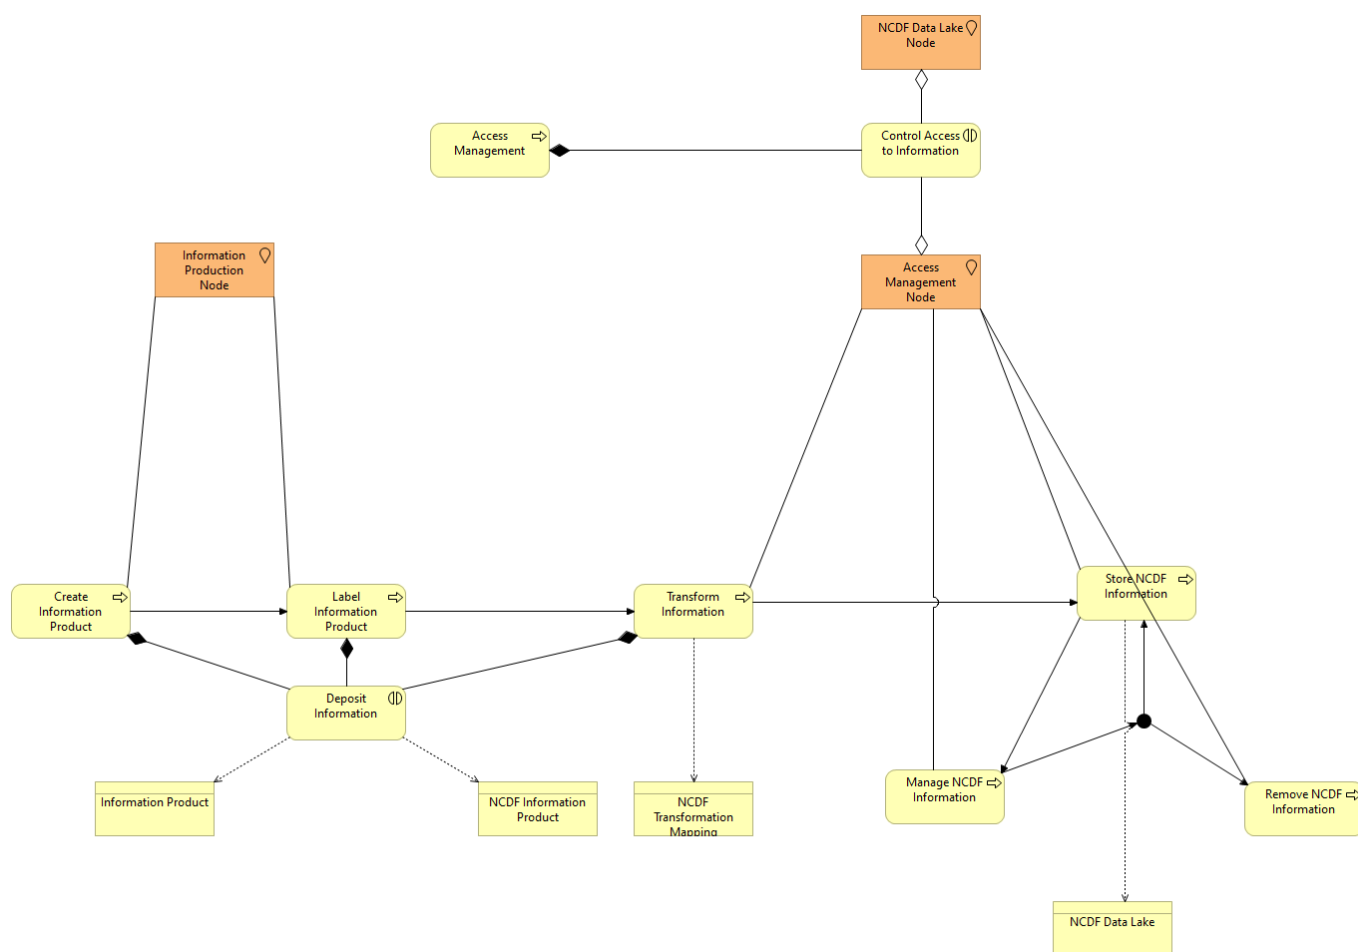 NCDF Data Lake
Node
Access
Management
Control Access
to Information
Information
Production
Node
Access
Management
Node
Create
Information
Product
Label
Information
Product
Transform
Information
Store NCDF
Information
Deposit
Information
Manage NCDF
Information
Remove NCDF
Information
Information Product
NCDF Information
Product
NCDF
Transformation
Mapping
NCDF Data Lake